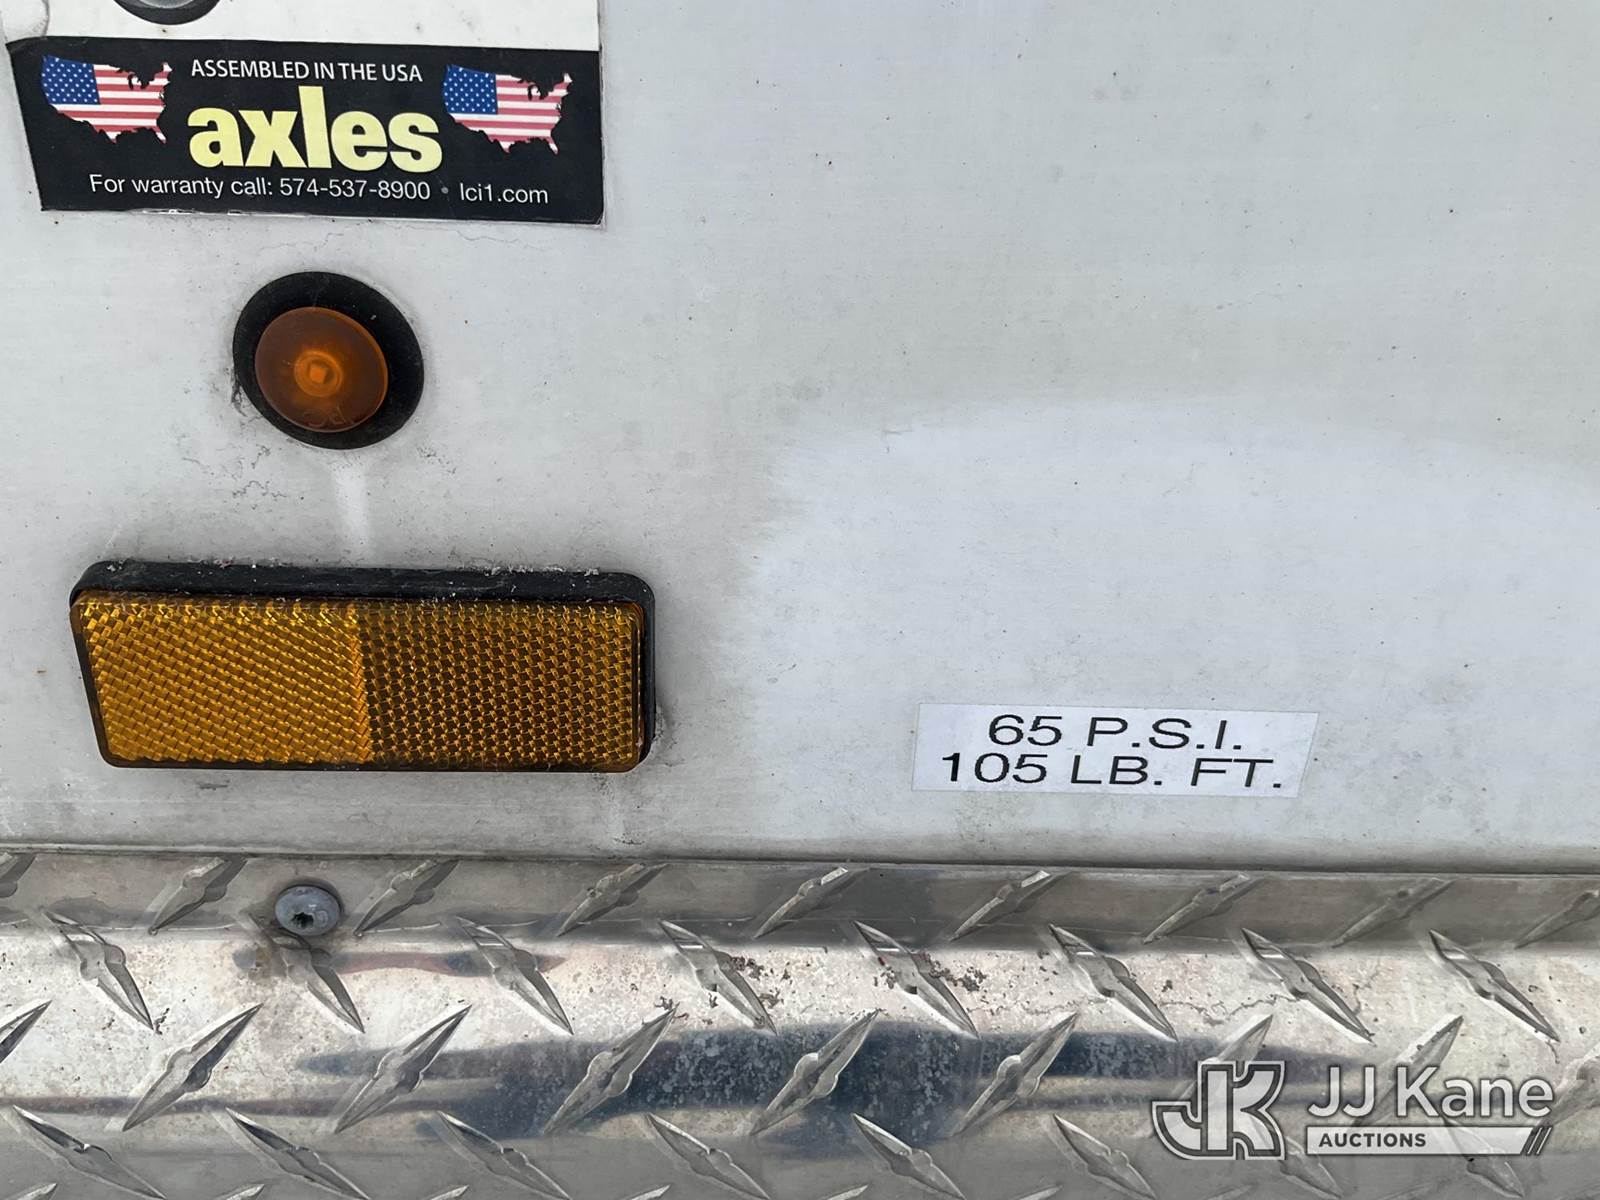 ASSEMBLED IN THE USA
axles
For warranty call: 574-537-8900 • lci1.com
65 P.S.I.
105 LB. FT.
JK JJ Kane
AUCTIONS